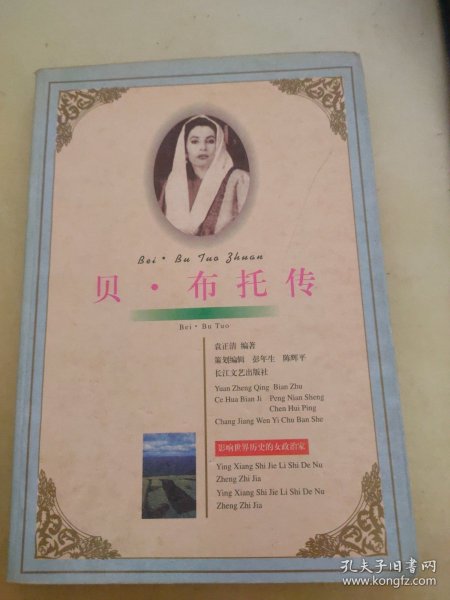 Bei · Bu Tuo Zhuan
贝·布托传
Bei · Bu Tuo
袁正清 编著
策划编辑 彭年生 陈辉平
长江文艺出版社
Yuan Zheng Qing Bian Zhu
Ce Hua Bian Ji Peng Nian Sheng
Chen Hui Ping
Chang Jiang Wen Yi Chu Ban She
影响世界历史的女政治家
Ying Xiang Shi Jie Li Shi De Nu
Zheng Zhi Jia
Ying Xiang Shi Jie Li Shi De Nu
Zheng Zhi Jia
孔夫子旧书网
www.kongfz.com